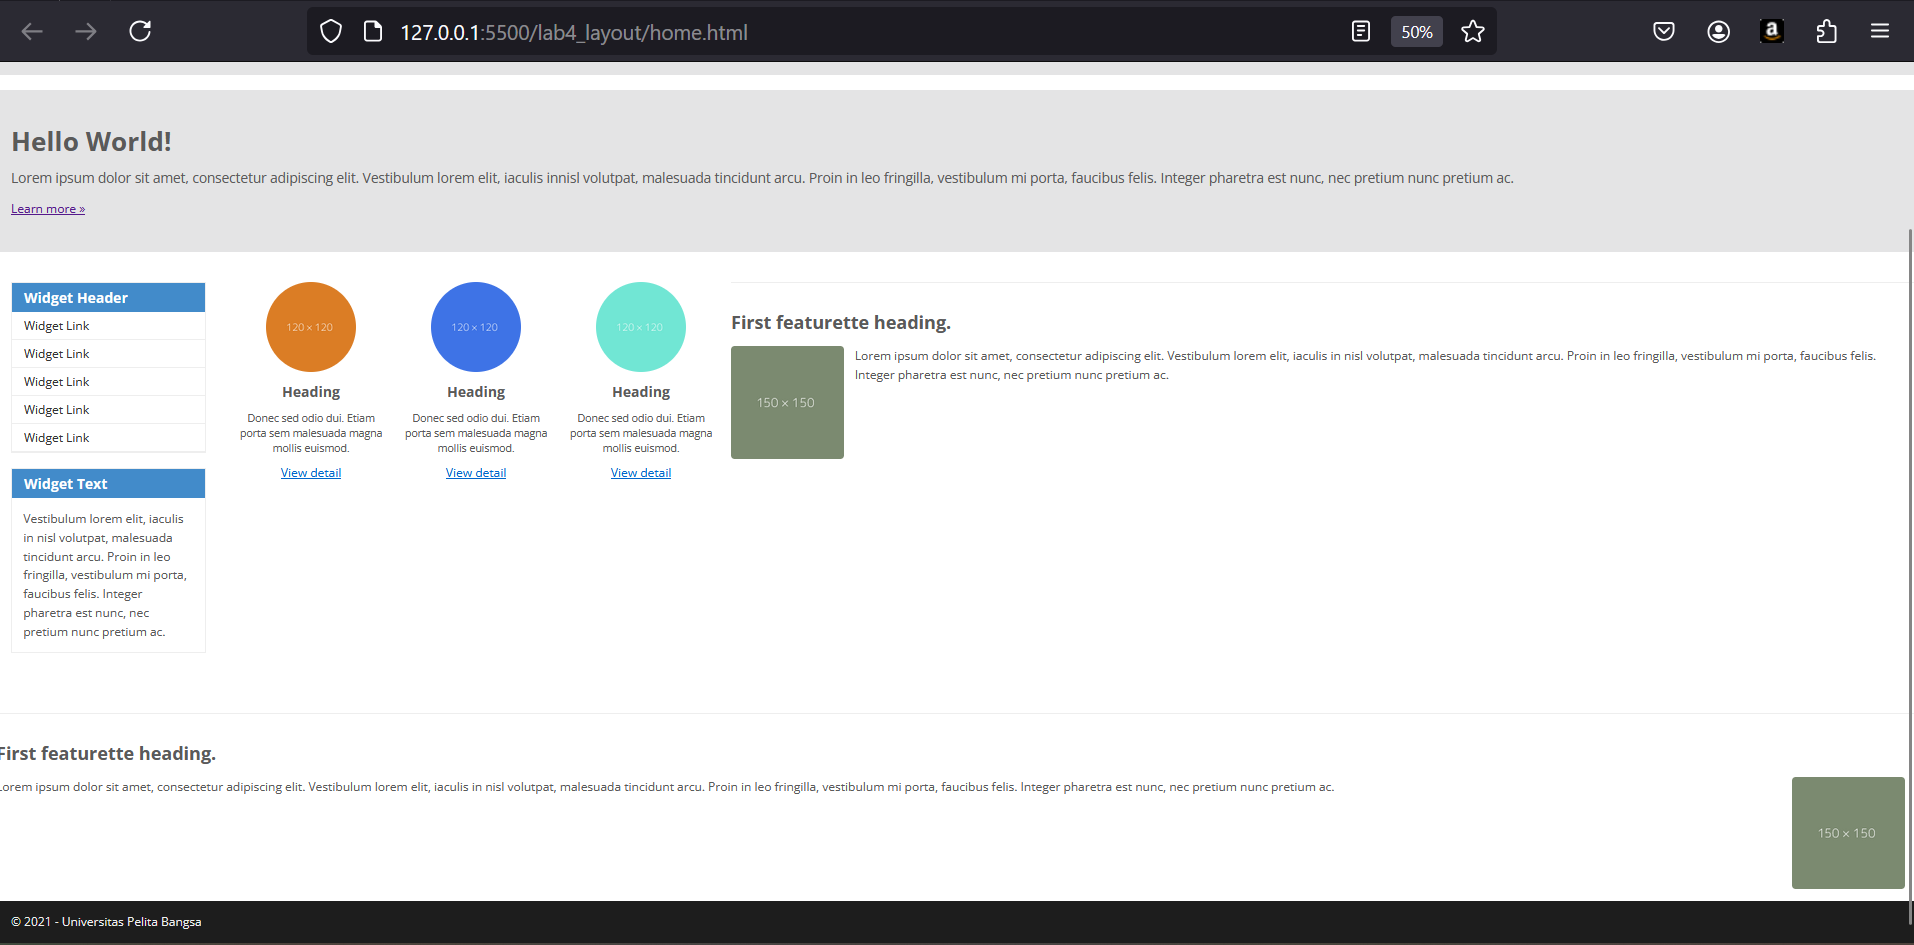 127.0.0.1:5500/lab4_layout/home.html
50%
a
Hello World!
Lorem ipsum dolor sit amet, consectetur adipiscing elit. Vestibulum lorem elit, iaculis innisl volutpat, malesuada tincidunt arcu. Proin in leo fringilla, vestibulum mi porta, faucibus felis. Integer pharetra est nunc, nec pretium nunc pretium ac.
Learn more »
Widget Header
Widget Link
Widget Link
Widget Link
Widget Link
Widget Link
Widget Text
Vestibulum lorem elit, iaculis
in nisl volutpat, malesuada
tincidunt arcu. Proin in leo
fringilla, vestibulum mi porta,
faucibus felis. Integer
pharetra est nunc, nec
pretium nunc pretium ac.
120 × 120
Heading
Donec sed odio dui. Etiam
porta sem malesuada magna
mollis euismod.
View detail
120 × 120
Heading
Donec sed odio dui. Etiam
porta sem malesuada magna
mollis euismod.
View detail
120 × 120
Heading
Donec sed odio dui. Etiam
porta sem malesuada magna
mollis euismod.
View detail
First featurette heading.
150 × 150
Lorem ipsum dolor sit amet, consectetur adipiscing elit. Vestibulum lorem elit, iaculis in nisl volutpat, malesuada tincidunt arcu. Proin in leo fringilla, vestibulum mi porta, faucibus felis.
Integer pharetra est nunc, nec pretium nunc pretium ac.
First featurette heading.
Lorem ipsum dolor sit amet, consectetur adipiscing elit. Vestibulum lorem elit, iaculis in nisl volutpat, malesuada tincidunt arcu. Proin in leo fringilla, vestibulum mi porta, faucibus felis. Integer pharetra est nunc, nec pretium nunc pretium ac.
150 × 150
© 2021 - Universitas Pelita Bangsa